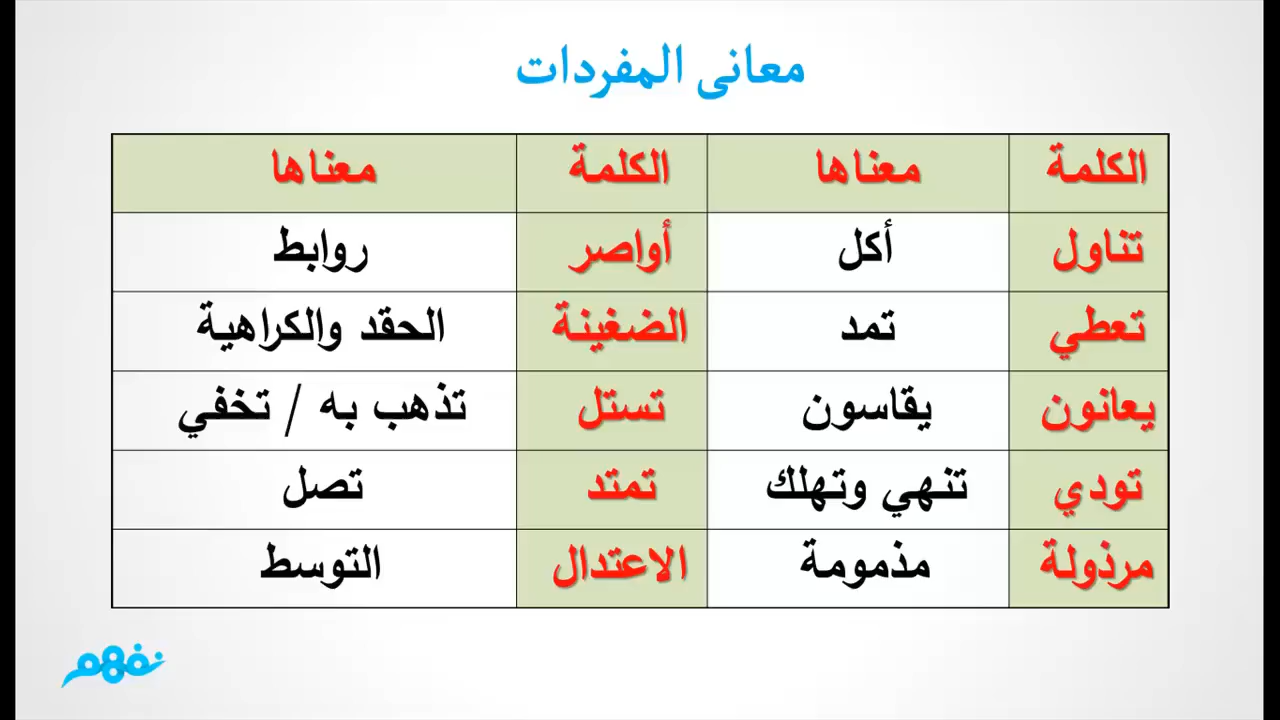 معانى المفردات
الكلمة معناها الكلمة معناها
تناول أكل أواصر روابط
تعطي تمد الضغينة الحقد والكراهية
يعانون يقاسون تستل تذهب به / تخفي
تودي تنهي وتهلك تمتد تصل
مرذولة مذمومة الاعتدال التوسط
نفهم